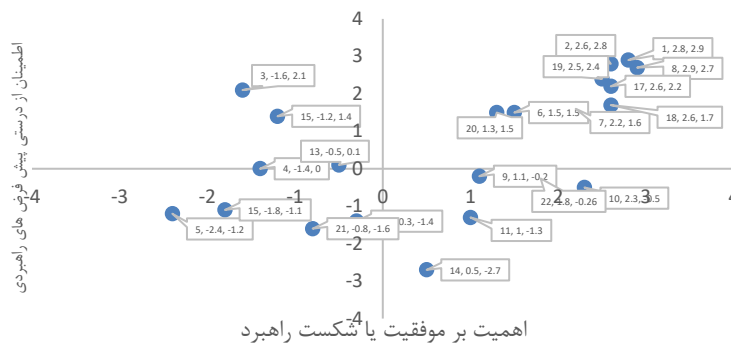 4
3
2
1
0
-1
-2
-3
-4
-4
-3
-2
-1
0
1
2
3
4
اطمینان از درستی پیش فرض های راهبردی
اهمیت بر موفقیت یا شکست راهبرد
2, 2.6, 2.8
1, 2.8, 2.9
19, 2.5, 2.4
8, 2.9, 2.7
3, -1.6, 2.1
17, 2.6, 2.2
15, -1.2, 1.4
6, 1.5, 1.5
7, 2.2, 1.6
18, 2.6, 1.7
20, 1.3, 1.5
13, -0.5, 0.1
4, -1.4, 0
9, 1.1, -0.2
22, 1.8, -0.26
10, 2.3, -0.5
15, -1.8, -1.1
5, -2.4, -1.2
21, -0.8, -1.6
0.3, -1.4
11, 1, -1.3
14, 0.5, -2.7